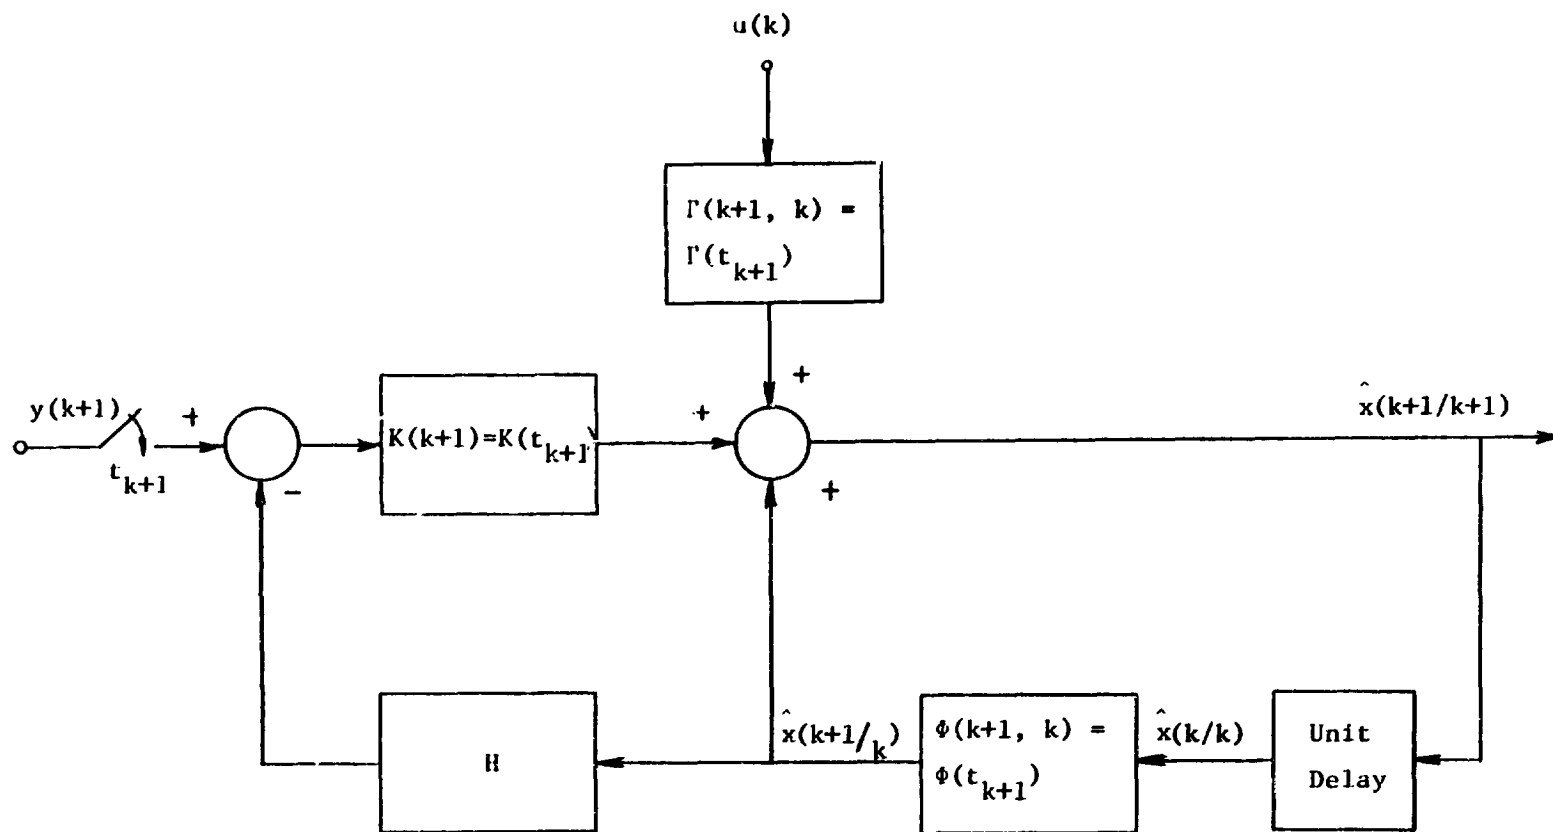 u(k)
Γ(k+1, k) =
Γ(t_{k+1})
+
y(k+1)
+
K(k+1)=K(t_{k+1})
+
x̂(k+1/k+1)
t_{k+1}
-
+
x̂(k+1/k)
Φ(k+1, k) =
Φ(t_{k+1})
x̂(k/k)
Unit
Delay
H